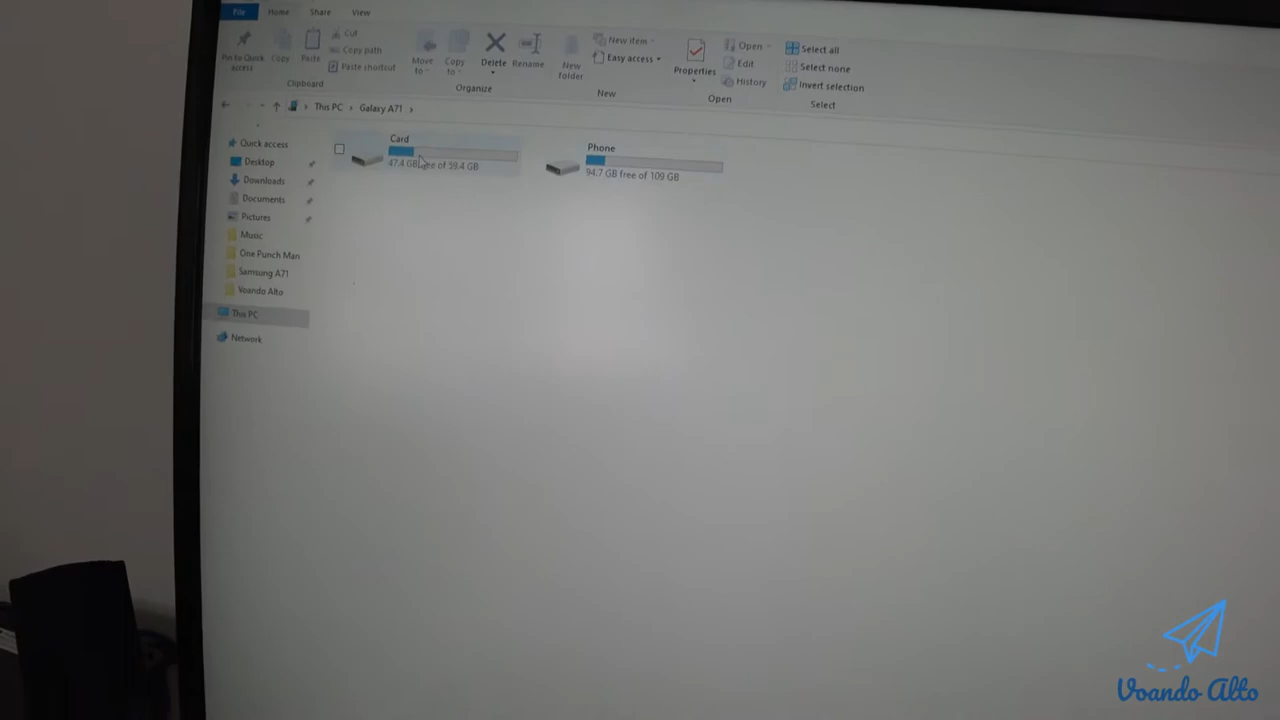 File Home Share View
Pin to Quick access
Copy
Paste
Cut
Copy path
Paste shortcut
Clipboard
Move to
Copy to
Delete
Rename
Organize
New folder
New item
Easy access
New
Properties
Open
Edit
History
Open
Select all
Select none
Invert selection
Select
This PC Galaxy A71
Quick access
Desktop
Downloads
Documents
Pictures
Music
One Punch Man
Samsung A71
Voando Alto
This PC
Network
Card
47.4 GB free of 59.4 GB
Phone
94.7 GB free of 109 GB
Voando Alto